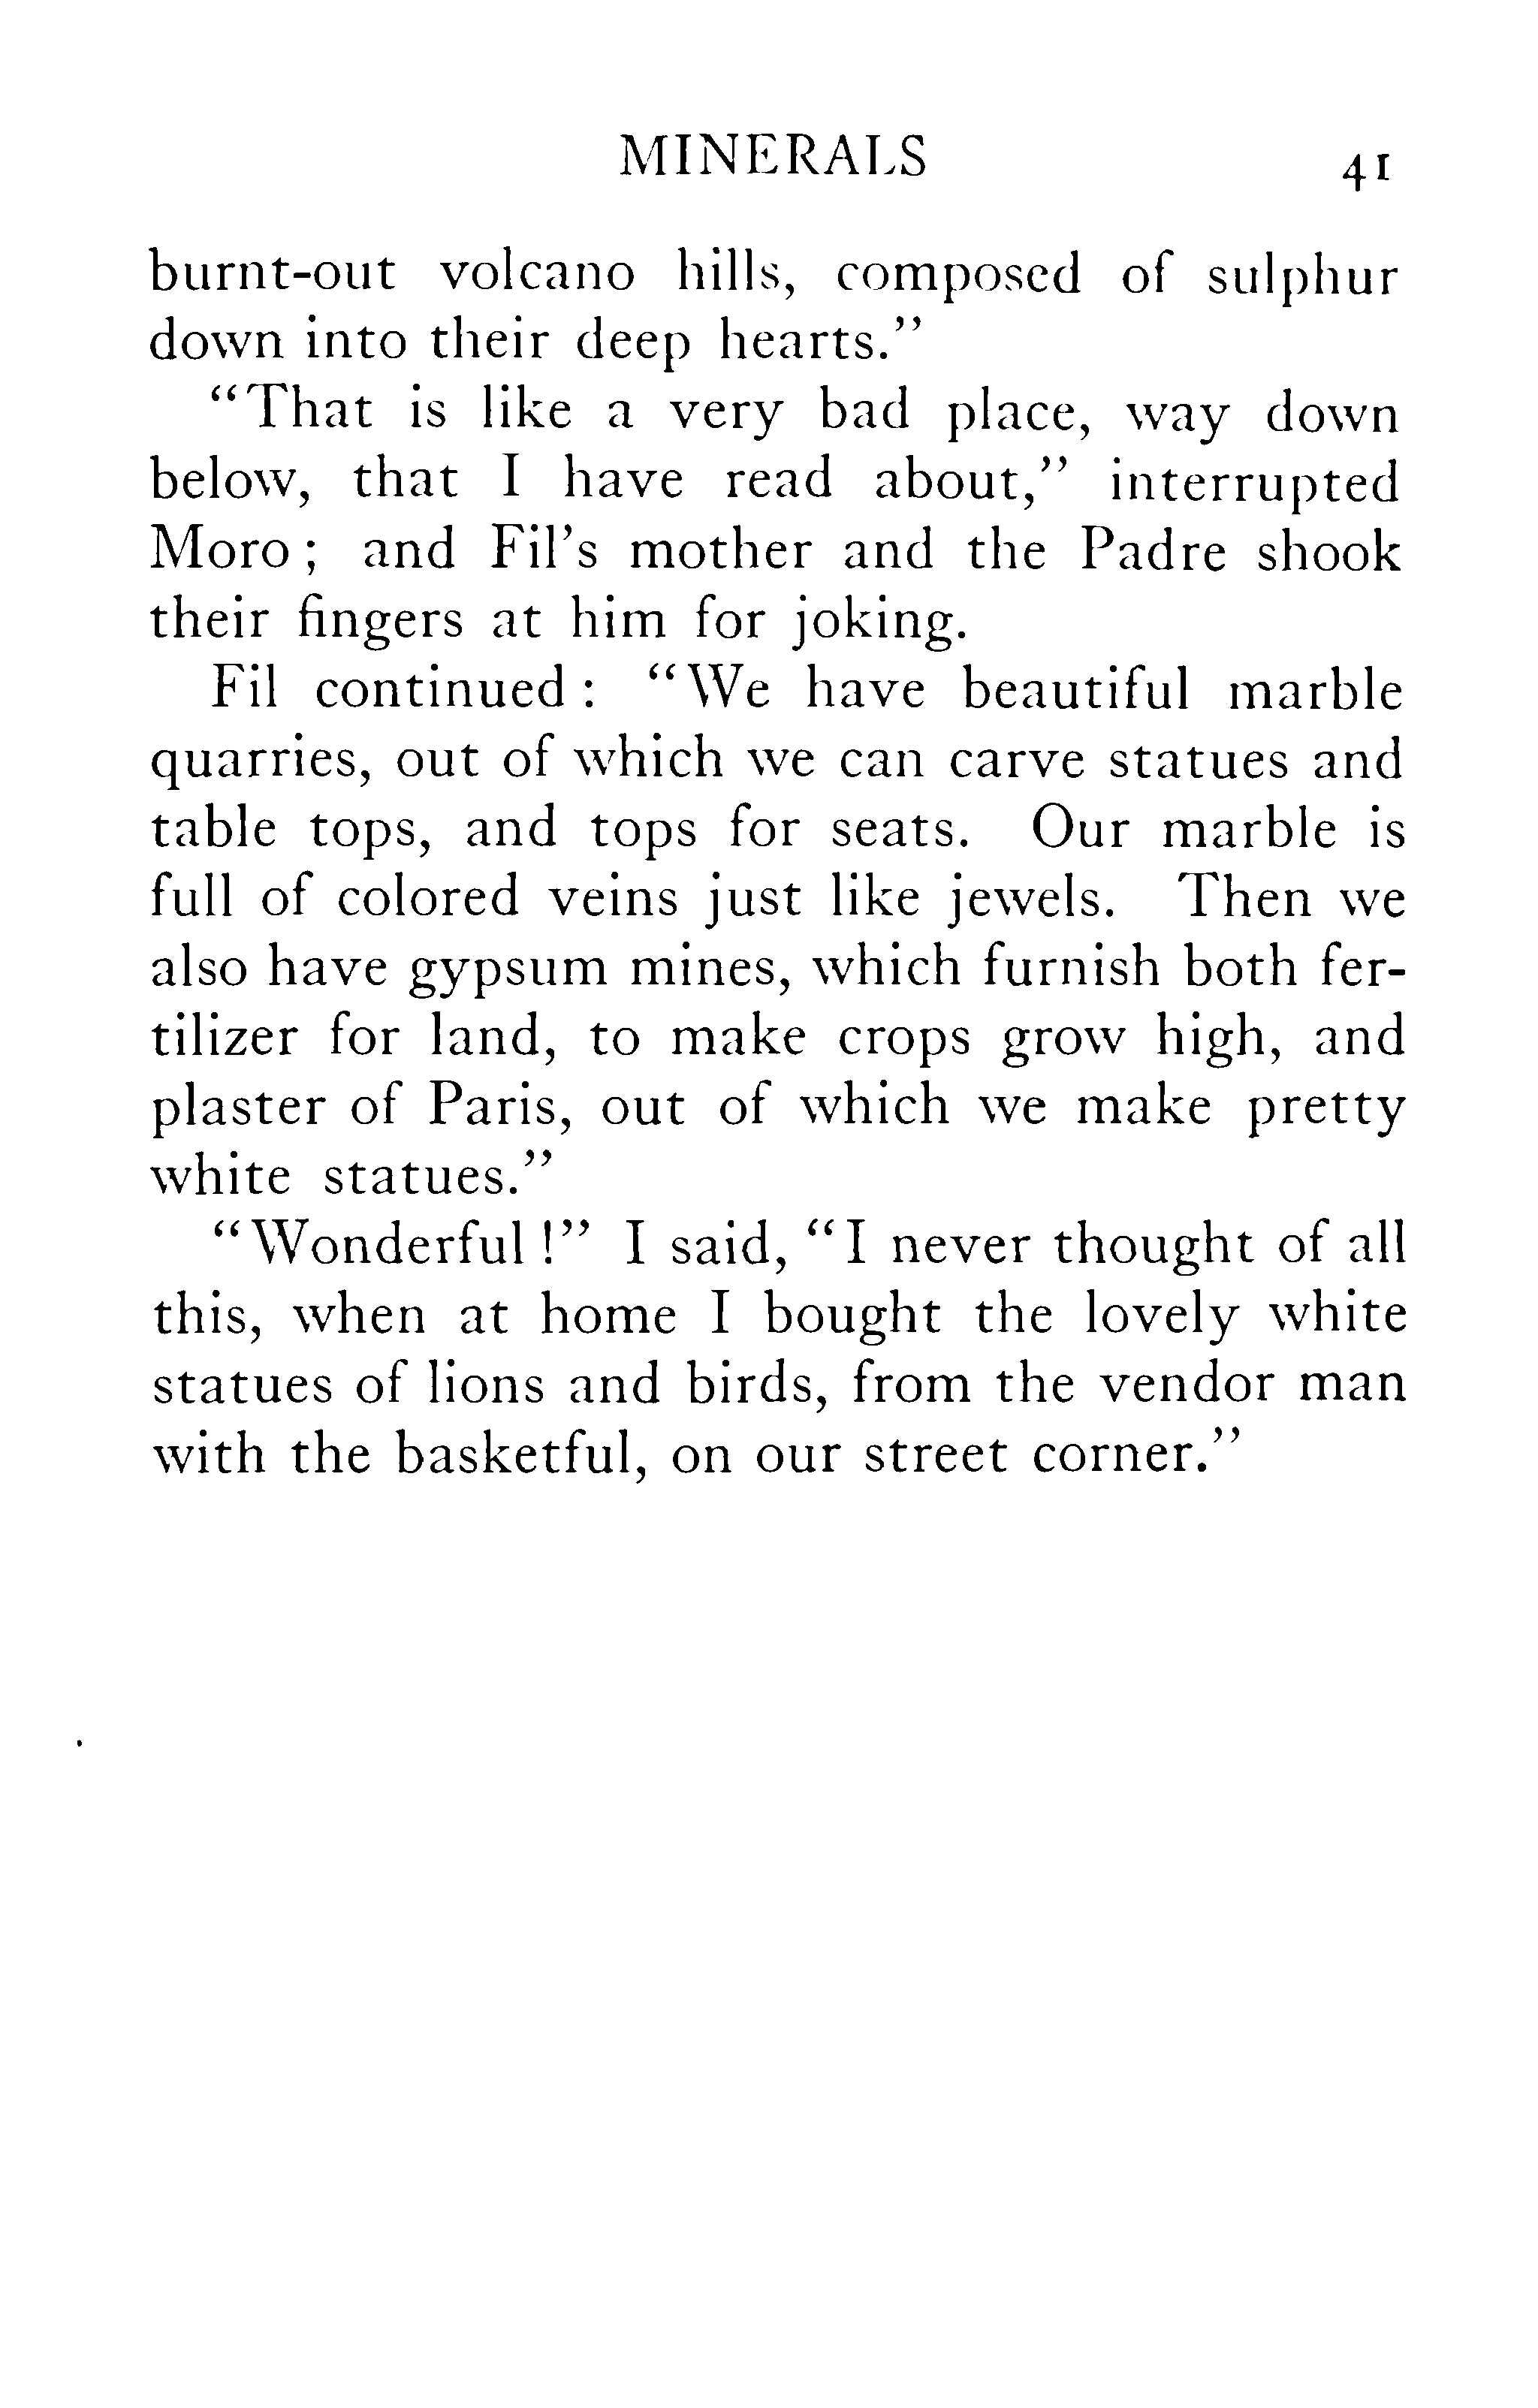 MINERALS 41
burnt-out volcano hills, composed of sulphur
down into their deep hearts.”
“That is like a very bad place, way down
below, that I have read about,” interrupted
Moro; and Fil’s mother and the Padre shook
their fingers at him for joking.
Fil continued: “We have beautiful marble
quarries, out of which we can carve statues and
table tops, and tops for seats. Our marble is
full of colored veins just like jewels. Then we
also have gypsum mines, which furnish both fer-
tilizer for land, to make crops grow high, and
plaster of Paris, out of which we make pretty
white statues.”
“Wonderful!” I said, “I never thought of all
this, when at home I bought the lovely white
statues of lions and birds, from the vendor man
with the basketful, on our street corner.”